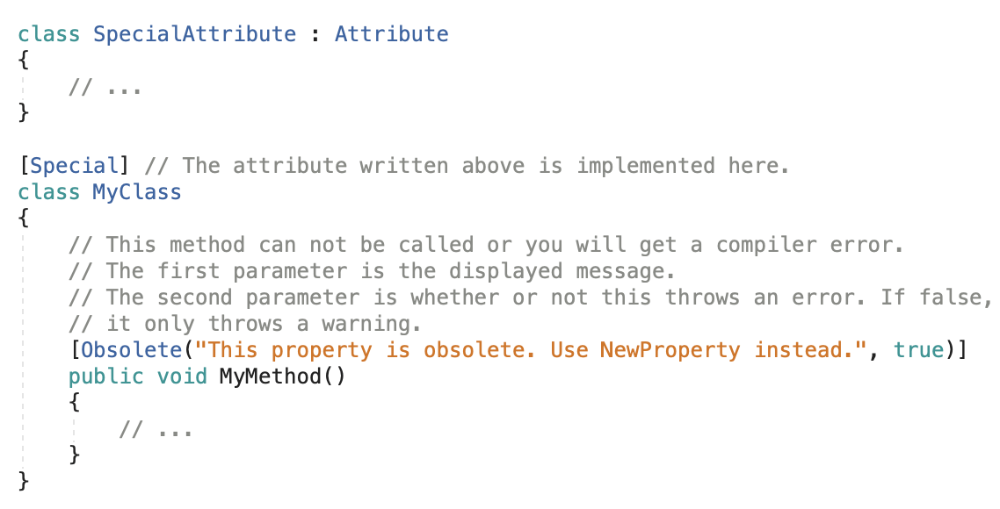 class SpecialAttribute : Attribute
{
    // ...
}

[Special] // The attribute written above is implemented here.
class MyClass
{
    // This method can not be called or you will get a compiler error.
    // The first parameter is the displayed message.
    // The second parameter is whether or not this throws an error. If false,
    // it only throws a warning.
    [Obsolete("This property is obsolete. Use NewProperty instead.", true)]
    public void MyMethod()
    {
        // ...
    }
}